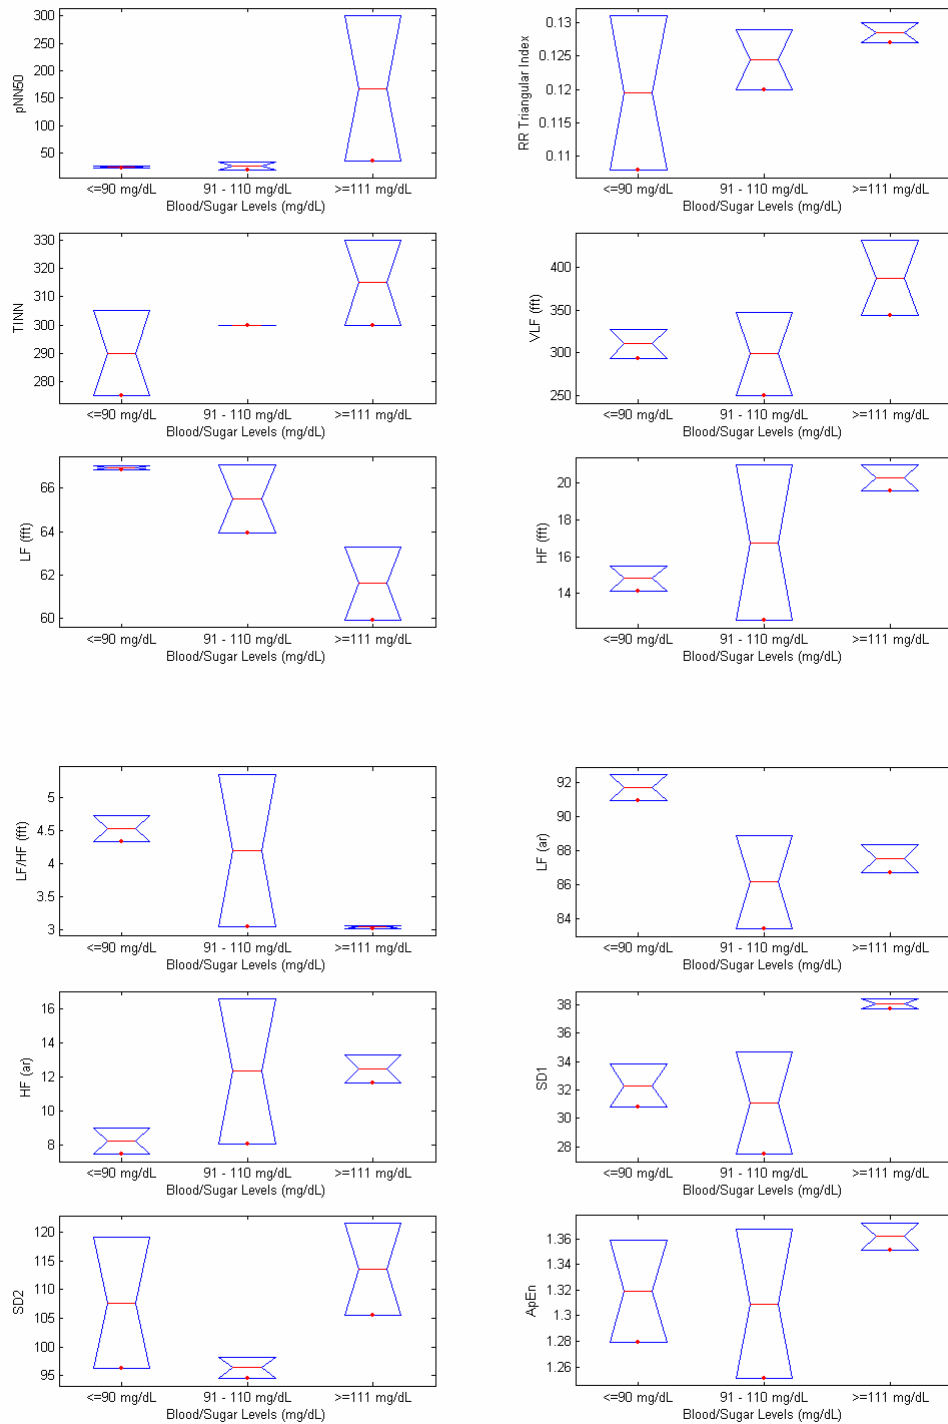 300
250
200
150
100
50
pNN50
<=90 mg/dL 91 - 110 mg/dL >=111 mg/dL
Blood/Sugar Levels (mg/dL)
0.13
0.125
0.12
0.115
0.11
RR Triangular Index
<=90 mg/dL 91 - 110 mg/dL >=111 mg/dL
Blood/Sugar Levels (mg/dL)
330
320
310
300
290
280
TINN
<=90 mg/dL 91 - 110 mg/dL >=111 mg/dL
Blood/Sugar Levels (mg/dL)
400
350
300
250
VLF (fft)
<=90 mg/dL 91 - 110 mg/dL >=111 mg/dL
Blood/Sugar Levels (mg/dL)
66
64
62
60
LF (fft)
<=90 mg/dL 91 - 110 mg/dL >=111 mg/dL
Blood/Sugar Levels (mg/dL)
20
18
16
14
HF (fft)
<=90 mg/dL 91 - 110 mg/dL >=111 mg/dL
Blood/Sugar Levels (mg/dL)
5
4.5
4
3.5
3
LF/HF (fft)
<=90 mg/dL 91 - 110 mg/dL >=111 mg/dL
Blood/Sugar Levels (mg/dL)
92
90
88
86
84
LF (ar)
<=90 mg/dL 91 - 110 mg/dL >=111 mg/dL
Blood/Sugar Levels (mg/dL)
16
14
12
10
8
HF (ar)
<=90 mg/dL 91 - 110 mg/dL >=111 mg/dL
Blood/Sugar Levels (mg/dL)
38
36
34
32
30
28
SD1
<=90 mg/dL 91 - 110 mg/dL >=111 mg/dL
Blood/Sugar Levels (mg/dL)
120
115
110
105
100
95
SD2
<=90 mg/dL 91 - 110 mg/dL >=111 mg/dL
Blood/Sugar Levels (mg/dL)
1.36
1.34
1.32
1.3
1.28
1.26
ApEn
<=90 mg/dL 91 - 110 mg/dL >=111 mg/dL
Blood/Sugar Levels (mg/dL)